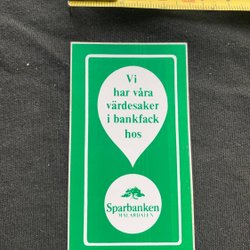 Vi
har våra
värdesaker
i bankfack
hos
Sparbanken
MÄLARDALEN